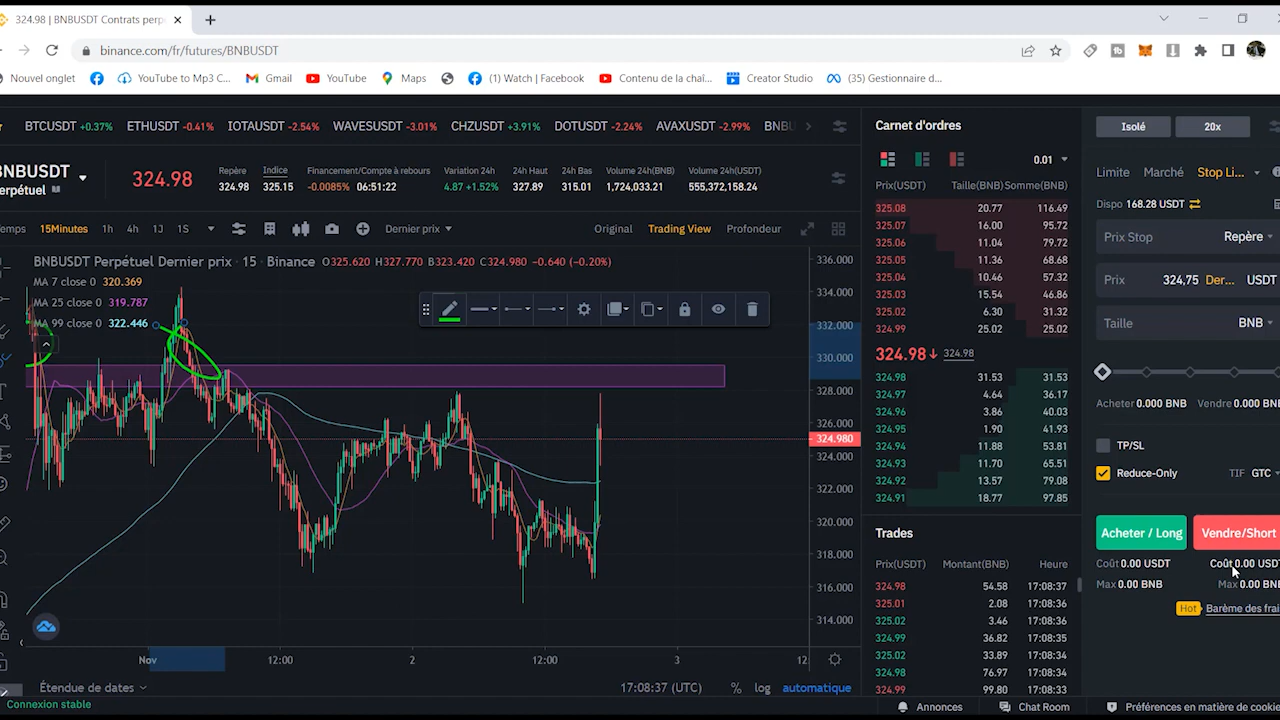 324.98 | BNBUSDT Contrats perp
binance.com/fr/futures/BNBUSDT
Nouvel onglet YouTube to Mp3 C... Gmail YouTube Maps (1) Watch | Facebook Contenu de la chaî... Creator Studio (35) Gestionnaire d...
BTCUSDT +0.37% ETHUSDT -0.41% IOTAUSDT -2.54% WAVESUSDT -3.01% CHZUSDT +3.91% DOTUSDT -2.24% AVAXUSDT -2.99% BNBU
BNBUSDT
erpétuel
324.98
Repère Indice Financement/Compte à rebours Variation 24h 24h Haut 24h Bas Volume 24h(BNB) Volume 24h(USDT)
324.98 325.15 -0.0085% 06:51:22 4.87 +1.52% 327.89 315.01 1,724,033.21 555,372,158.24
emps 15Minutes 1h 4h 1J 1S Dernier prix Original Trading View Profondeur
BNBUSDT Perpétuel Dernier prix · 15 · Binance O325.620 H327.770 B323.420 C324.980 -0.640 (-0.20%)
MA 7 close 0 320.369
MA 25 close 0 319.787
MA 99 close 0 322.446
336.000
334.000
332.000
330.000
328.000
326.000
324.980
324.000
322.000
320.000
318.000
316.000
314.000
Nov 12:00 2 12:00 3 12:
Étendue de dates 17:08:37 (UTC) % log automatique
Connexion stable
Carnet d'ordres
0.01
Prix(USDT) Taille(BNB) Somme(BNB)
325.08 20.77 116.49
325.07 16.00 95.72
325.06 11.04 79.72
325.05 11.36 68.68
325.04 10.46 57.32
325.03 15.54 46.86
325.02 6.30 31.32
324.99 25.02 25.02
324.98 324.98
324.98 31.53 31.53
324.97 4.64 36.17
324.96 3.86 40.03
324.95 1.90 41.93
324.94 11.88 53.81
324.93 11.70 65.51
324.92 13.57 79.08
324.91 18.77 97.85
Trades
Prix(USDT) Montant(BNB) Heure
324.98 54.58 17:08:37
325.01 2.08 17:08:36
325.02 3.46 17:08:36
324.99 36.82 17:08:35
325.02 33.89 17:08:34
324.98 76.97 17:08:34
324.99 99.80 17:08:33
Isolé 20x
Limite Marché Stop Li...
Dispo 168.28 USDT
Prix Stop Repère
Prix 324,75 Der... USDT
Taille BNB
Acheter 0.000 BNB Vendre 0.000 BN
TP/SL
Reduce-Only TIF GTC
Acheter / Long Vendre/Short
Coût 0.00 USDT Coût 0.00 USD
Max 0.00 BNB Max 0.00 BNB
Hot Barème des frai
Annonces Chat Room Préférences en matière de cookie